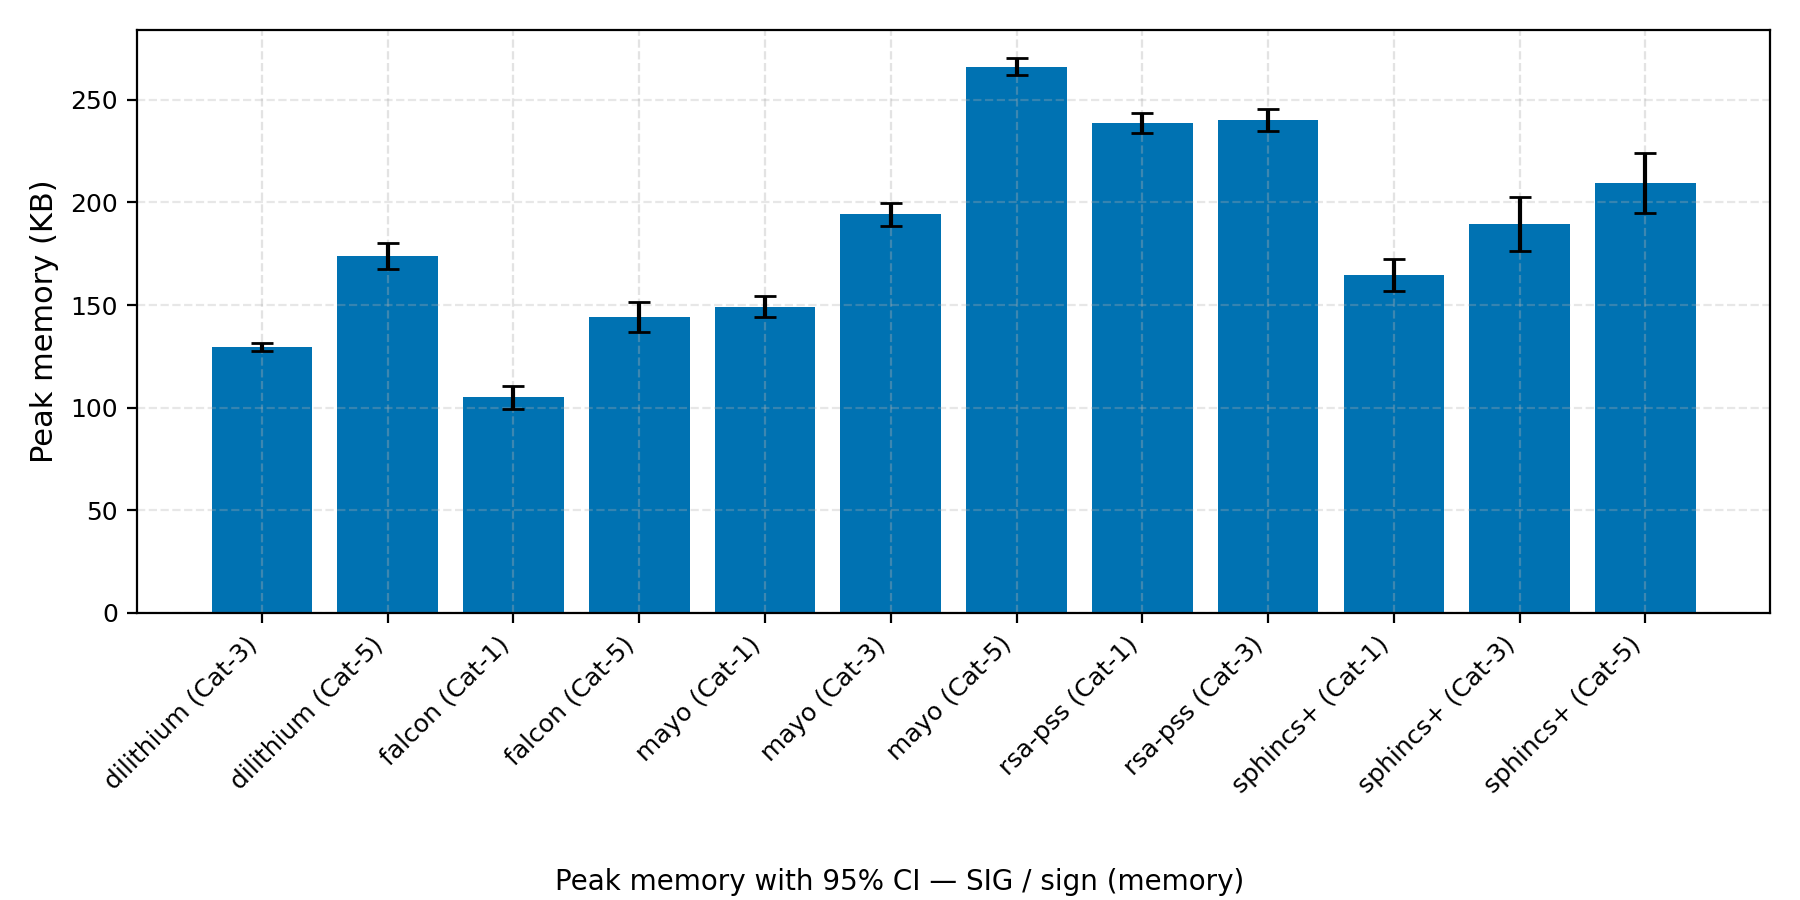 Peak memory (KB)
250
200
150
100
50
0
dilithium (Cat-3)
dilithium (Cat-5)
falcon (Cat-1)
falcon (Cat-5)
mayo (Cat-1)
mayo (Cat-3)
mayo (Cat-5)
rsa-pss (Cat-1)
rsa-pss (Cat-3)
sphincs+ (Cat-1)
sphincs+ (Cat-3)
sphincs+ (Cat-5)
Peak memory with 95% CI — SIG / sign (memory)